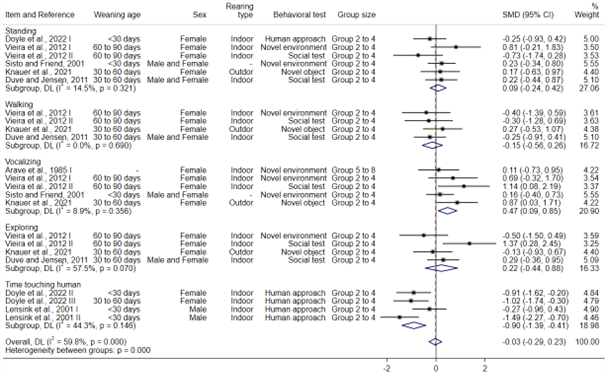 Item and Reference Weaning age Sex Rearing type Behavioral test Group size SMD (95% CI) % Weight
Standing
Doyle et al., 2022 I <30 days Female Indoor Human approach Group 2 to 4 -0.25 (-0.93, 0.42) 5.00
Vieira et al., 2012 I 60 to 90 days Female Indoor Novel environment Group 2 to 4 0.81 (-0.21, 1.83) 3.50
Vieira et al., 2012 II 60 to 90 days Female Indoor Social test Group 2 to 4 -0.73 (-1.74, 0.28) 3.54
Sisto and Friend, 2001 <30 days Male and Female - Novel environment Group 2 to 4 0.23 (-0.34, 0.80) 5.55
Knauer et al., 2021 30 to 60 days Female Outdor Novel object Group 2 to 4 0.17 (-0.63, 0.97) 4.40
Duve and Jensen, 2011 30 to 60 days Male and Female Indoor Social test Group 2 to 4 0.22 (-0.44, 0.87) 5.10
Subgroup, DL (I² = 14.5%, p = 0.321) 0.09 (-0.24, 0.42) 27.06
Walking
Vieira et al., 2012 I 60 to 90 days Female Indoor Novel environment Group 2 to 4 -0.40 (-1.39, 0.59) 3.61
Vieira et al., 2012 II 60 to 90 days Female Indoor Social test Group 2 to 4 -0.30 (-1.28, 0.69) 3.63
Knauer et al., 2021 30 to 60 days Female Outdor Novel object Group 2 to 4 0.27 (-0.53, 1.07) 4.38
Duve and Jensen, 2011 30 to 60 days Male and Female Indoor Social test Group 2 to 4 -0.25 (-0.91, 0.41) 5.10
Subgroup, DL (I² = 0.0%, p = 0.690) -0.15 (-0.56, 0.26) 16.72
Vocalizing
Arave et al., 1985 I - Female Indoor Novel environment Group 5 to 8 0.11 (-0.73, 0.95) 4.22
Vieira et al., 2012 I 60 to 90 days Female Indoor Novel environment Group 2 to 4 0.69 (-0.32, 1.70) 3.54
Vieira et al., 2012 II 60 to 90 days Female Indoor Social test Group 2 to 4 1.14 (0.08, 2.19) 3.37
Sisto and Friend, 2001 <30 days Male and Female - Novel environment Group 2 to 4 0.16 (-0.40, 0.73) 5.55
Knauer et al., 2021 30 to 60 days Female Outdor Novel object Group 2 to 4 0.87 (0.03, 1.71) 4.22
Subgroup, DL (I² = 8.9%, p = 0.356) 0.47 (0.09, 0.85) 20.90
Exploring
Vieira et al., 2012 I 60 to 90 days Female Indoor Novel environment Group 2 to 4 -0.50 (-1.50, 0.49) 3.59
Vieira et al., 2012 II 60 to 90 days Female Indoor Social test Group 2 to 4 1.37 (0.28, 2.45) 3.25
Knauer et al., 2021 30 to 60 days Female Outdor Novel object Group 2 to 4 -0.13 (-0.93, 0.67) 4.40
Duve and Jensen, 2011 30 to 60 days Male and Female Indoor Social test Group 2 to 4 0.29 (-0.36, 0.95) 5.09
Subgroup, DL (I² = 57.5%, p = 0.070) 0.22 (-0.44, 0.88) 16.33
Time touching human
Doyle et al., 2022 II <30 days Female Indoor Human approach Group 2 to 4 -0.91 (-1.62, -0.20) 4.84
Doyle et al., 2022 III 30 to 60 days Female Indoor Human approach Group 2 to 4 -1.02 (-1.74, -0.30) 4.78
Lensink et al., 2001 I <30 days Male Indoor Human approach Group 2 to 4 -0.27 (-0.96, 0.43) 4.90
Lensink et al., 2001 II <30 days Male Indoor Human approach Group 2 to 4 -1.49 (-2.27, -0.70) 4.46
Subgroup, DL (I² = 44.3%, p = 0.146) -0.90 (-1.39, -0.41) 18.98
Overall, DL (I² = 59.8%, p = 0.000) -0.03 (-0.29, 0.23) 100.00
Heterogeneity between groups: p = 0.000
-2 0 2